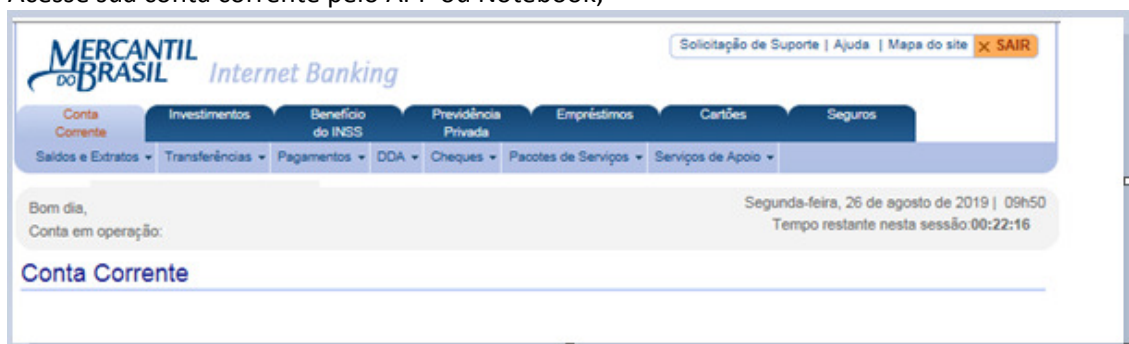 Acesse sua conta corrente pelo APP ou Notebook;
MERCANTIL DO BRASIL Internet Banking
Solicitação de Suporte | Ajuda | Mapa do site X SAIR
Conta Corrente
Investimentos
Benefício do INSS
Previdência Privada
Empréstimos
Cartões
Seguros
Saldos e Extratos Transferências Pagamentos DDA Cheques Pacotes de Serviços Serviços de Apoio
Bom dia,
Segunda-feira, 26 de agosto de 2019 | 09h50
Conta em operação:
Tempo restante nesta sessão:00:22:16
Conta Corrente